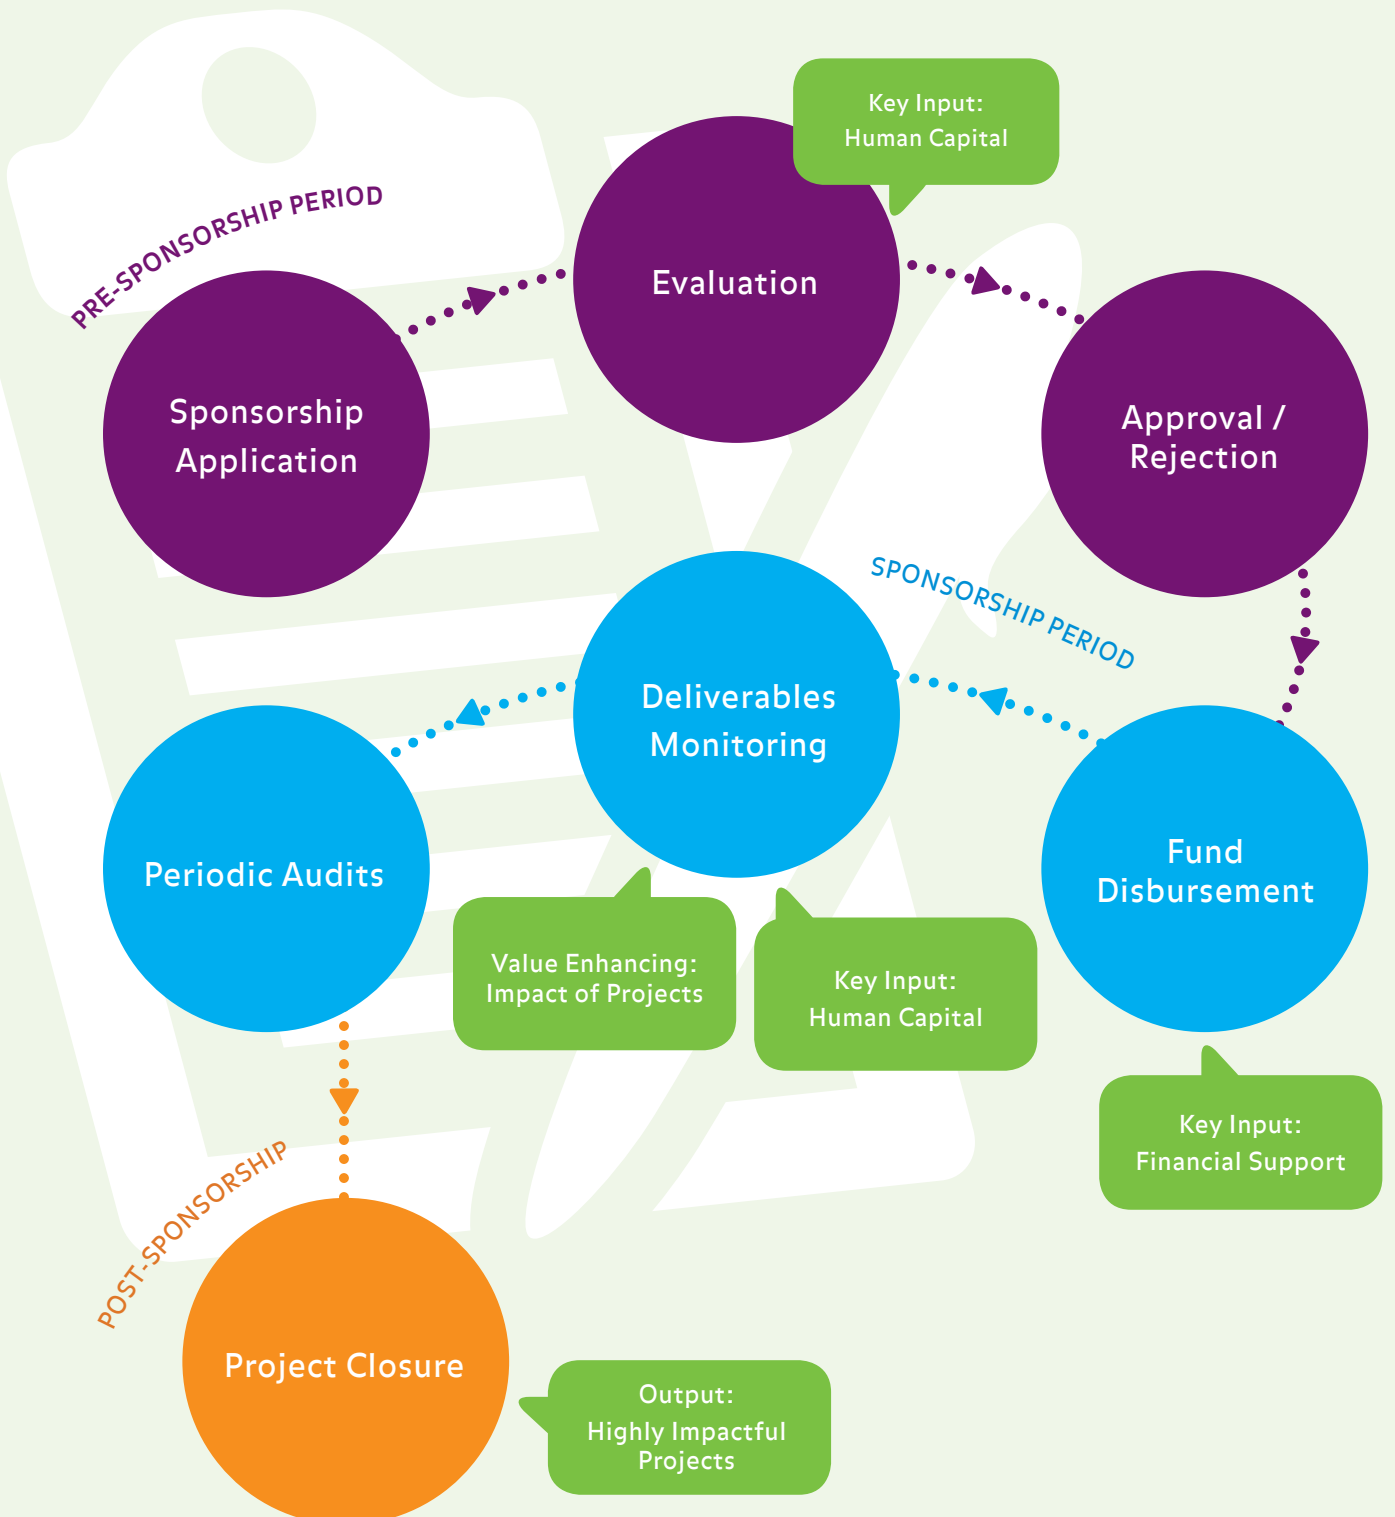 PRE-SPONSORSHIP PERIOD
Key Input:
Human Capital
Evaluation
Sponsorship
Application
Approval /
Rejection
SPONSORSHIP PERIOD
Deliverables
Monitoring
Periodic Audits
Fund
Disbursement
Value Enhancing:
Impact of Projects
Key Input:
Human Capital
Key Input:
Financial Support
POST-SPONSORSHIP
Project Closure
Output:
Highly Impactful
Projects